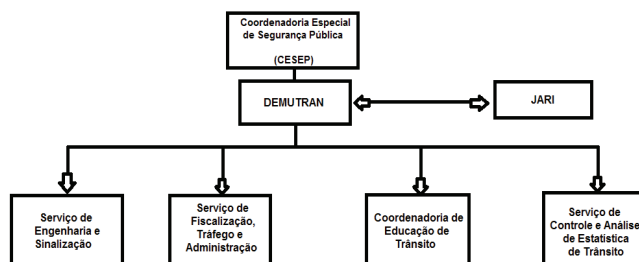 Coordenadoria Especial
de Segurança Pública
(CESEP)
DEMUTRAN
JARI
Serviço de
Engenharia e
Sinalização
Serviço de
Fiscalização,
Tráfego e
Administração
Coordenadoria de
Educação de
Trânsito
Serviço de
Controle e Análise
de Estatística
de Trânsito